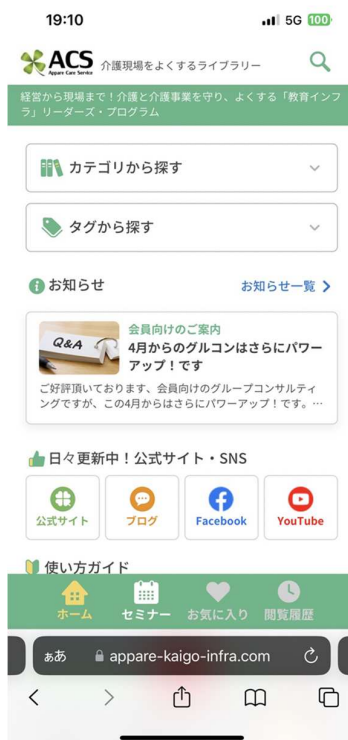 19:10
5G 100
ACS
Appare Care Service
介護現場をよくするライブラリー
経営から現場まで！介護と介護事業を守り、よくする「教育インフ
ラ」リーダーズ・プログラム
カテゴリから探す
タグから探す
お知らせ
お知らせ一覧
会員向けのご案内
Q&A
4月からのグルコンはさらにパワー
アップ！です
ご好評頂いております、会員向けのグループコンサルティ
ングですが、この4月からはさらにパワーアップ！です。…
日々更新中！公式サイト・SNS
公式サイト
ブログ
Facebook
YouTube
使い方ガイド
ホーム
セミナー
お気に入り
閲覧履歴
ぁあ
appare-kaigo-infra.com